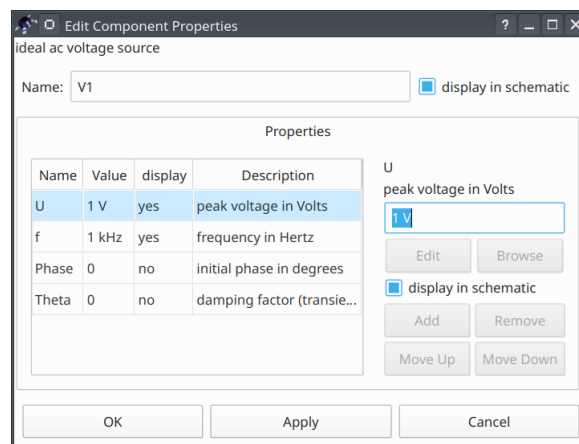 Edit Component Properties
ideal ac voltage source
Name: V1 display in schematic
Properties
Name Value display Description
U 1 V yes peak voltage in Volts
f 1 kHz yes frequency in Hertz
Phase 0 no initial phase in degrees
Theta 0 no damping factor (transie...
U
peak voltage in Volts
1 V
Edit Browse
display in schematic
Add Remove
Move Up Move Down
OK Apply Cancel